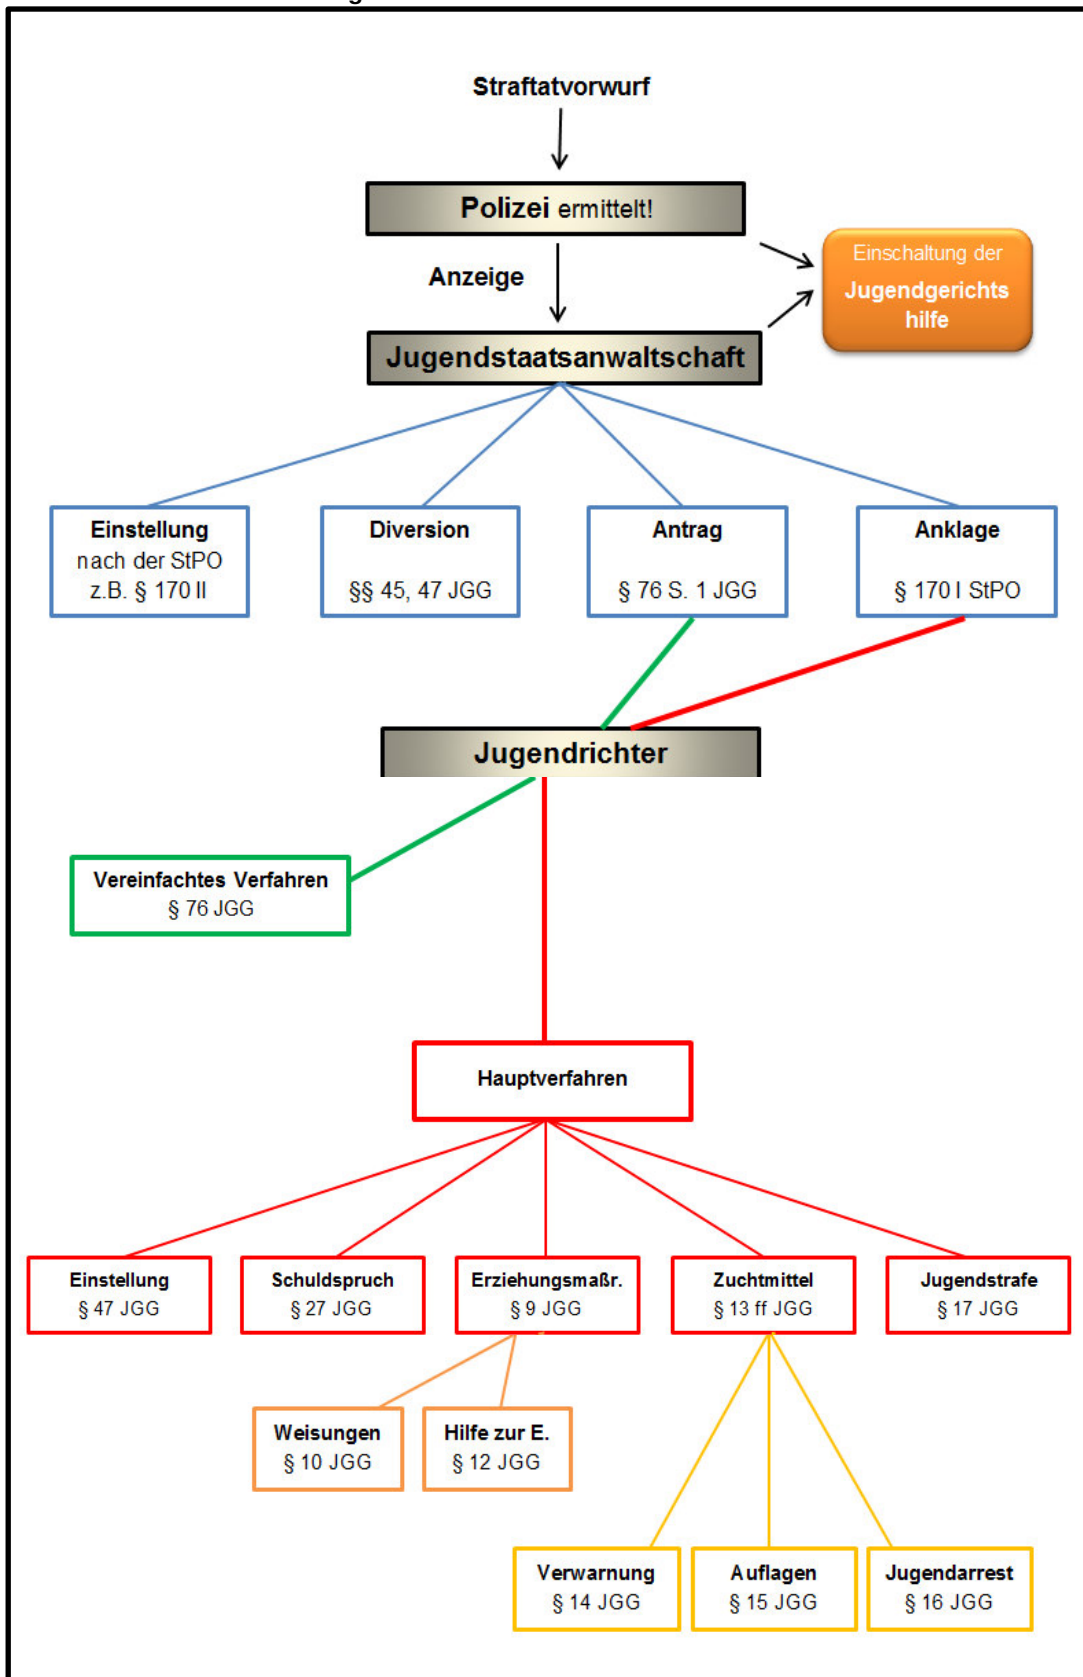 Straftatvorwurf
Polizei ermittelt!
Einschaltung der
Jugendgerichts
hilfe
Anzeige
Jugendstaatsanwaltschaft
Einstellung
nach der StPO
z.B. § 170 II
Diversion
§§ 45, 47 JGG
Antrag
§ 76 S. 1 JGG
Anklage
§ 170 I StPO
Jugendrichter
Vereinfachtes Verfahren
§ 76 JGG
Hauptverfahren
Einstellung
§ 47 JGG
Schuldspruch
§ 27 JGG
Erziehungsmaßr.
§ 9 JGG
Zuchtmittel
§ 13 ff JGG
Jugendstrafe
§ 17 JGG
Weisungen
§ 10 JGG
Hilfe zur E.
§ 12 JGG
Verwarnung
§ 14 JGG
Auflagen
§ 15 JGG
Jugendarrest
§ 16 JGG